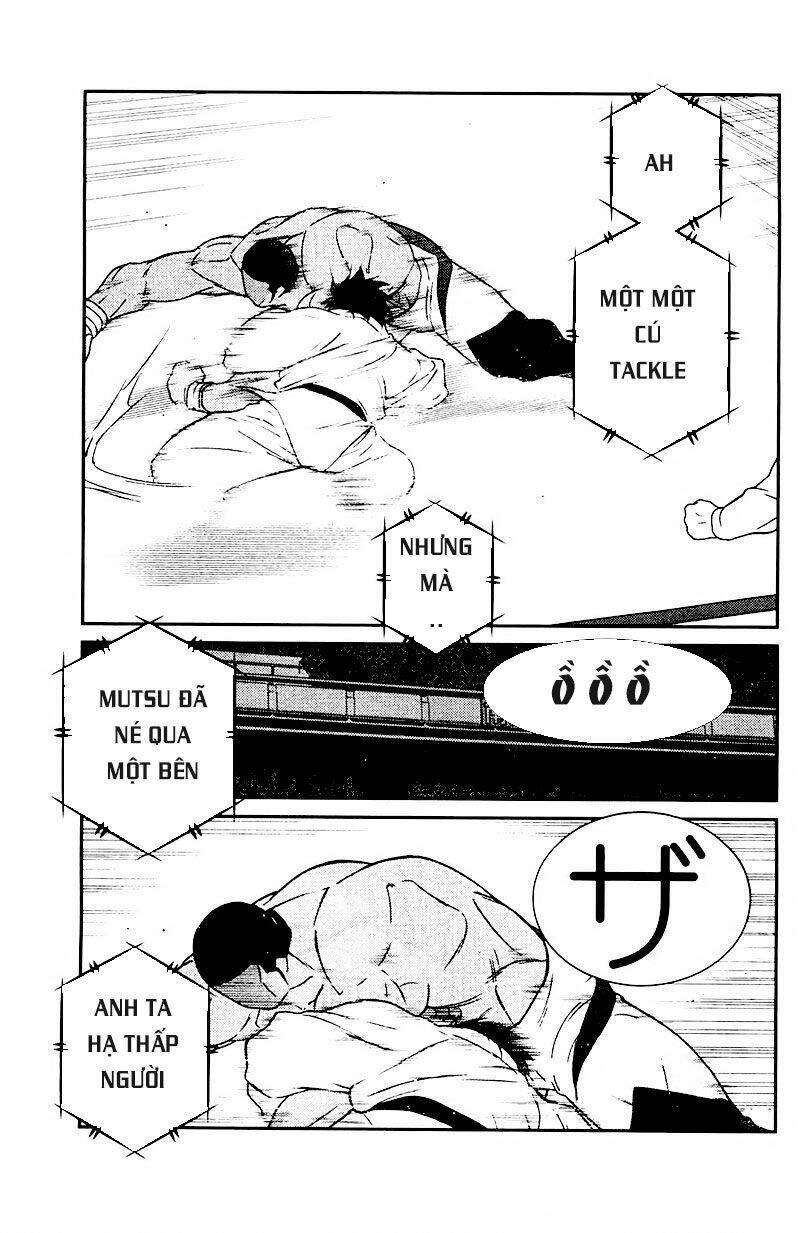 AH
MỘT MỘT
CÚ
TACKLE
NHƯNG
MÀ
..
Ồ Ồ Ồ
MUTSU ĐÃ
NÉ QUA
MỘT BÊN
ザ
ANH TA
HẠ THẤP
NGƯỜI